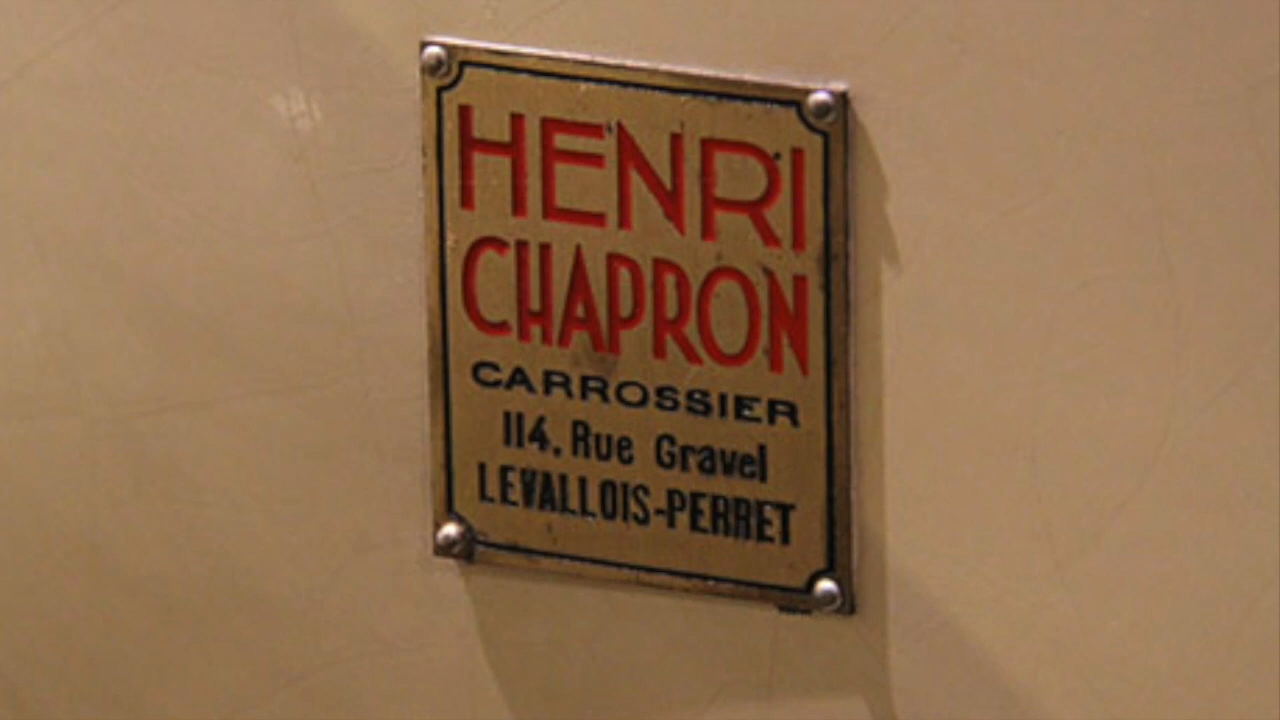 HENRI
CHAPRON
CARROSSIER
114, Rue Gravel
LEVALLOIS-PERRET